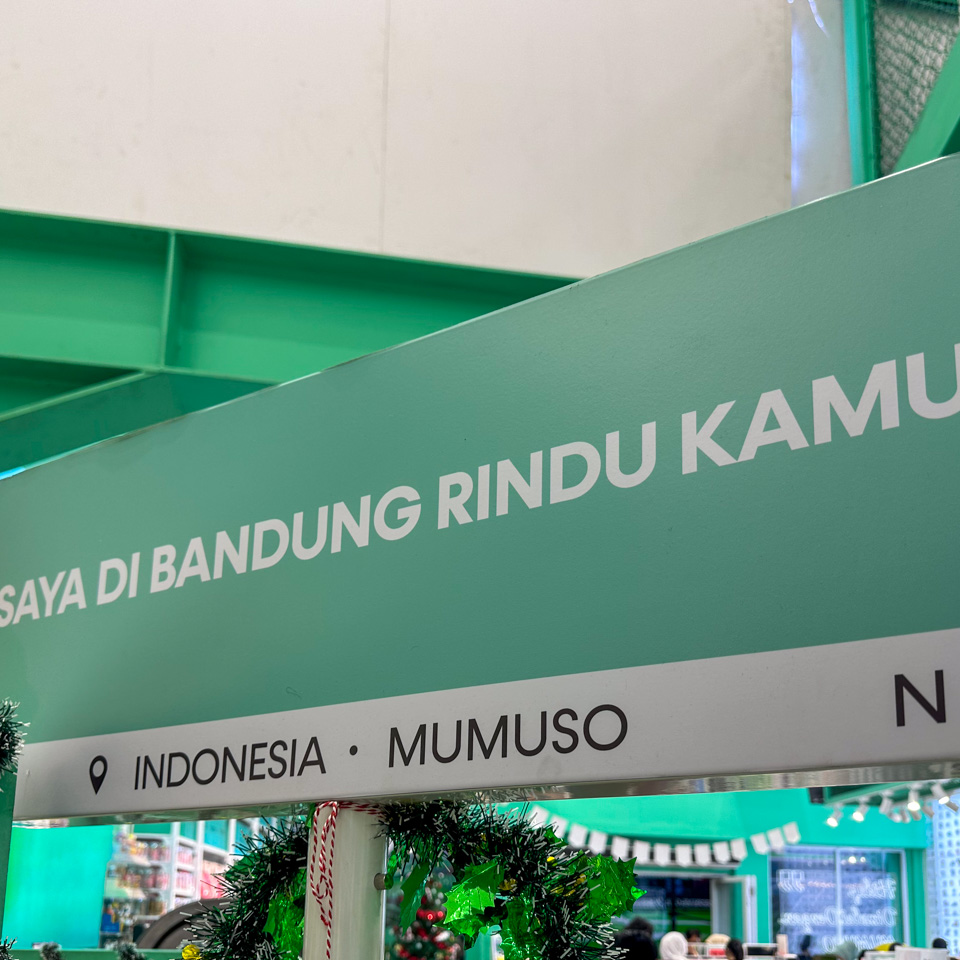 SAYA DI BANDUNG RINDU KAMU
INDONESIA · MUMUSO N